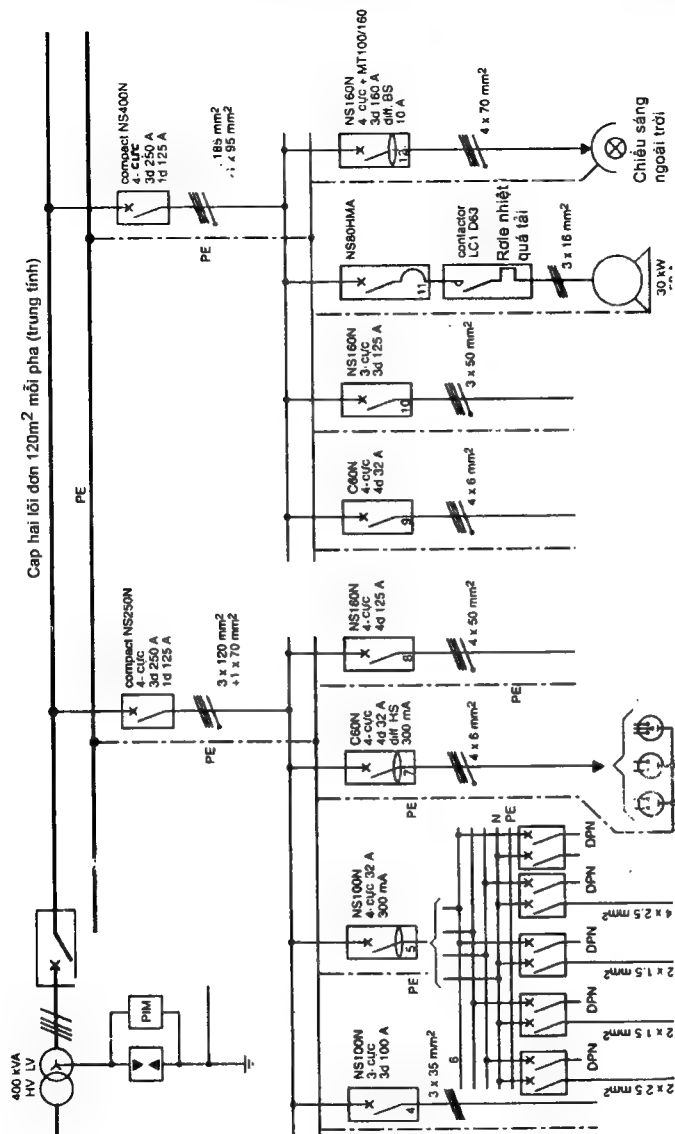 400 kVA
HV LV
PIM
Cap hai lõi đơn 120m² mỗi pha (trung tính)
PE
compact NS250N
4- cực
3d 250 A
1d 125 A
3 x 120 mm²
+1 x 70 mm²
PE
compact NS400N
4- cực
3d 250 A
1d 125 A
185 mm²
x 95 mm²
PE
NS100N
3- cực
3d 100 A
4
3 x 35 mm²
NS100N
4- cực 32 A
300 mA
5
PE
6
N
PE
DPN
DPN
DPN
DPN
DPN
2 x 2.5 mm²
2 x 1.5 mm²
2 x 1.5 mm²
4 x 2.5 mm²
C60N
4- cực
4d 32 A
diff HS
300 mA
7
PE
4 x 6 mm²
NS160N
4- cực
4d 125 A
8
PE
4 x 50 mm²
C60N
4-cực
4d 32 A
9
4 x 6 mm²
NS160N
3- cực
3d 125 A
10
3 x 50 mm²
NS80HMA
11
contactor
LC1 D63
Rơle nhiệt
quá tải
3 x 16 mm²
30 kW
NS160N
4 cực + MT100/160
3d 160 A
diff. BS
10 A
12
4 x 70 mm²
Chiếu sáng
ngoài trời